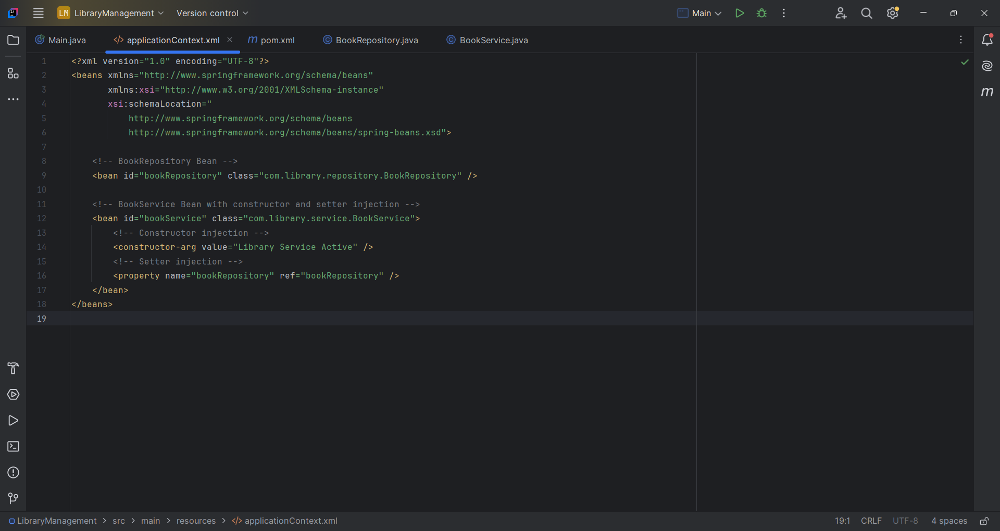 LM LibraryManagement Version control Main
Main.java applicationContext.xml m pom.xml BookRepository.java BookService.java
1 <?xml version="1.0" encoding="UTF-8"?>
2 <beans xmlns="http://www.springframework.org/schema/beans"
3 xmlns:xsi="http://www.w3.org/2001/XMLSchema-instance"
4 xsi:schemaLocation="
5 http://www.springframework.org/schema/beans
6 http://www.springframework.org/schema/beans/spring-beans.xsd">
7
8 <!-- BookRepository Bean -->
9 <bean id="bookRepository" class="com.library.repository.BookRepository" />
10
11 <!-- BookService Bean with constructor and setter injection -->
12 <bean id="bookService" class="com.library.service.BookService">
13 <!-- Constructor injection -->
14 <constructor-arg value="Library Service Active" />
15 <!-- Setter injection -->
16 <property name="bookRepository" ref="bookRepository" />
17 </bean>
18 </beans>
19
LibraryManagement > src > main > resources > </> applicationContext.xml 19:1 CRLF UTF-8 4 spaces